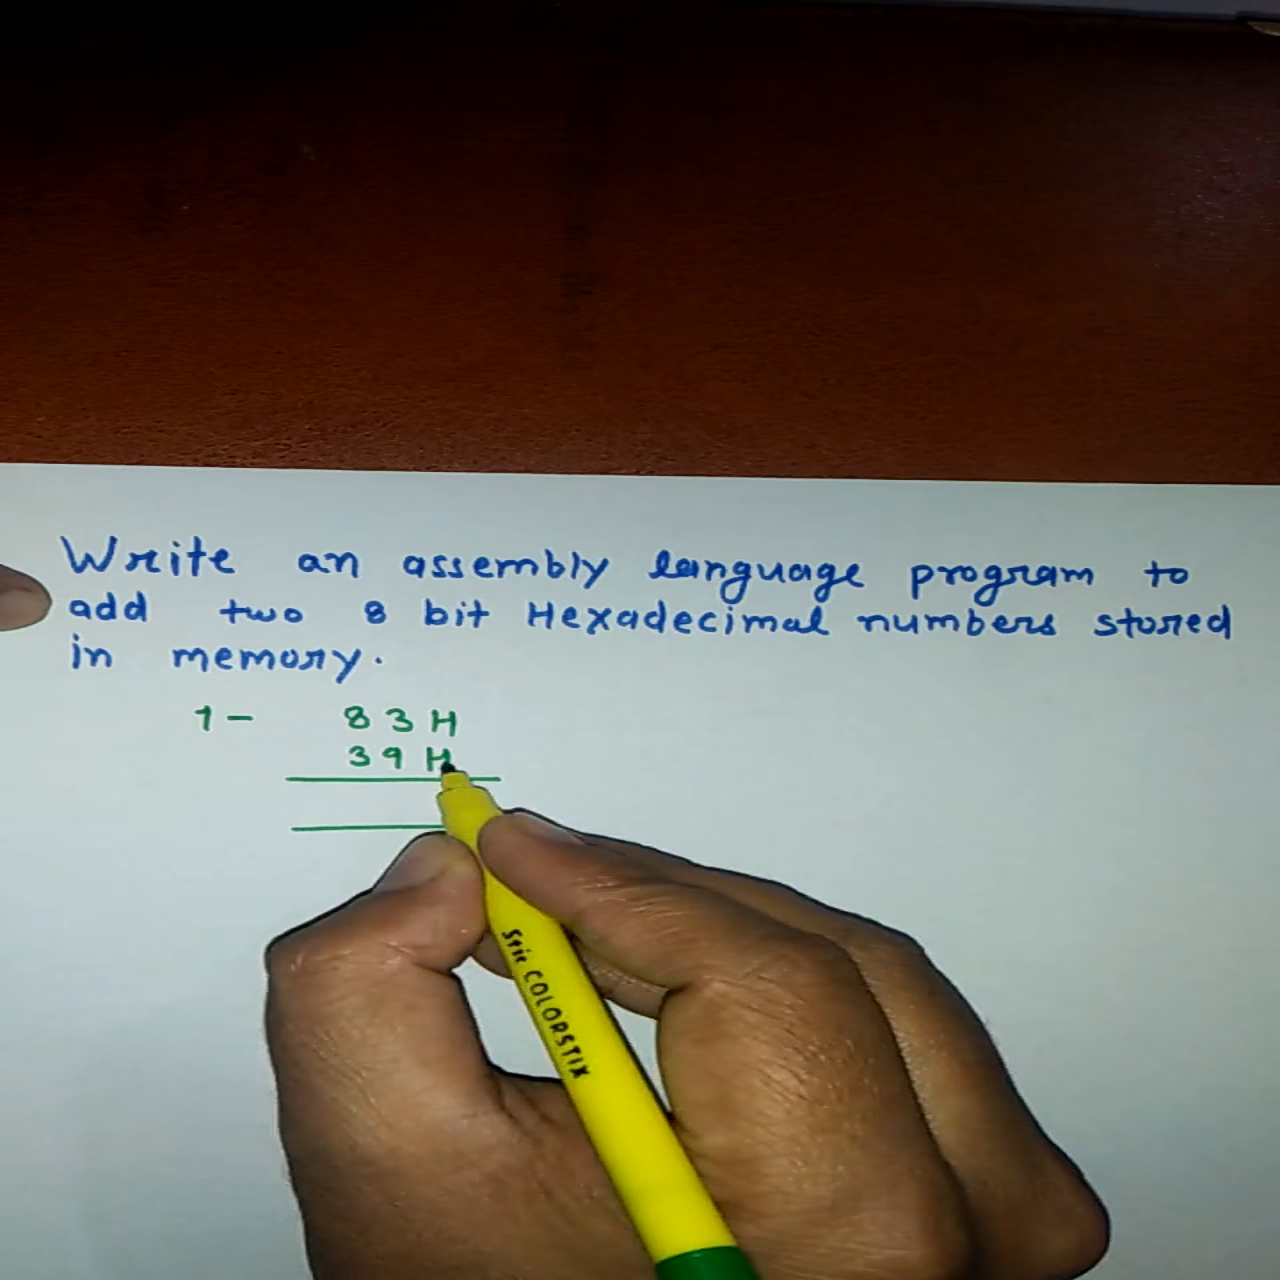 Write an assembly language program to
add two 8 bit Hexadecimal numbers stored
in memory.
1- 83H
39H
Stic COLORSTIX